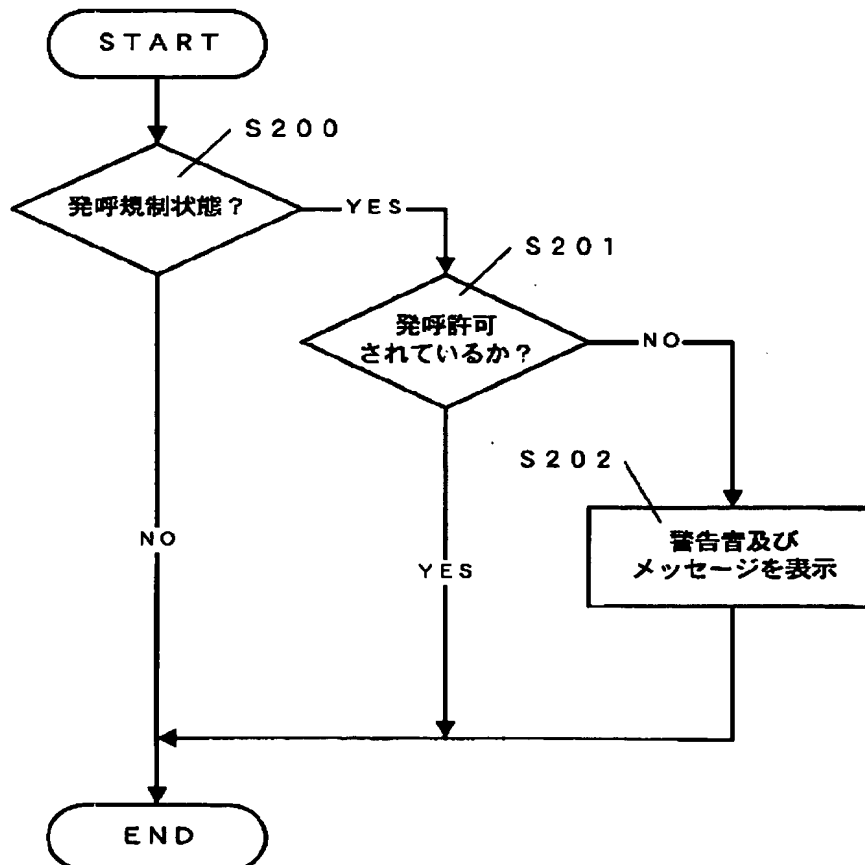 START
S200
発呼規制状態?
YES
S201
発呼許可
されているか?
NO
S202
警告音及び
メッセージを表示
NO
YES
END